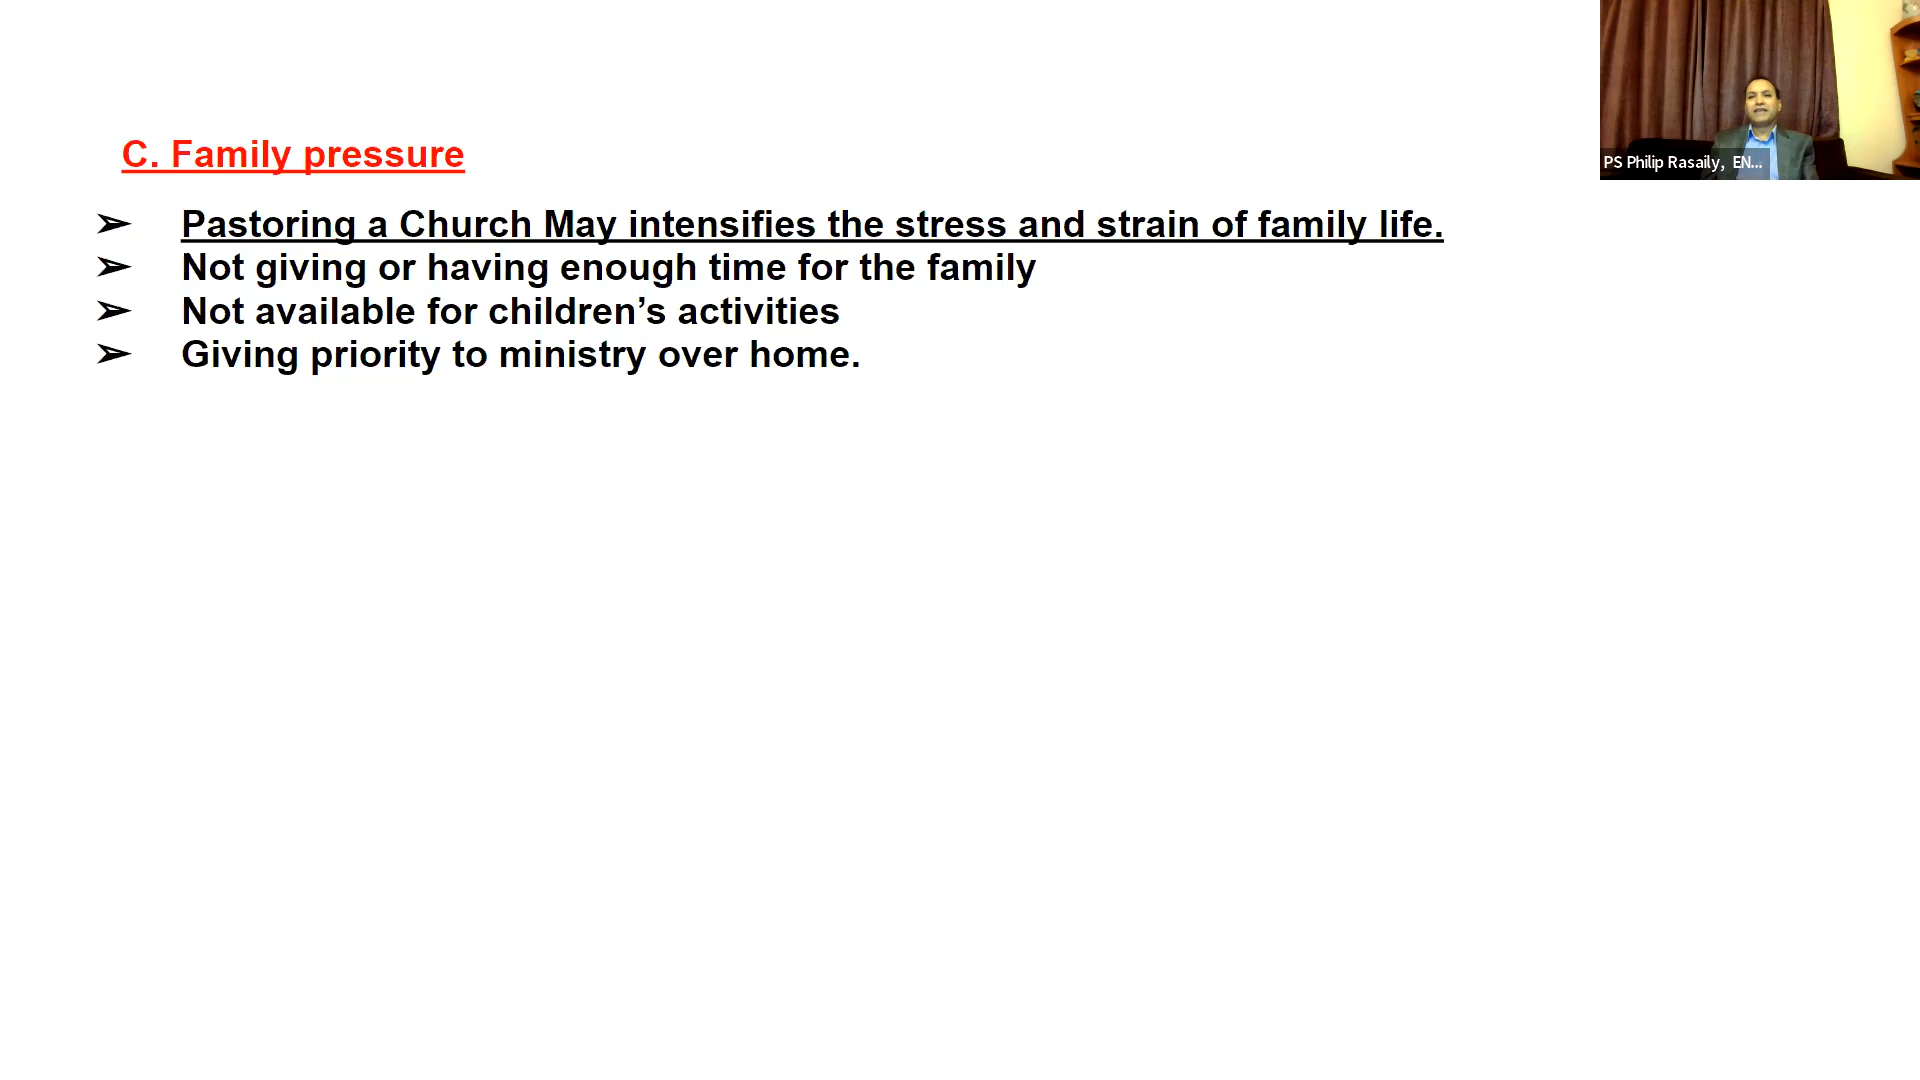 C. Family pressure
➢ Pastoring a Church May intensifies the stress and strain of family life.
➢ Not giving or having enough time for the family
➢ Not available for children’s activities
➢ Giving priority to ministry over home.
PS Philip Rasaily, EN...